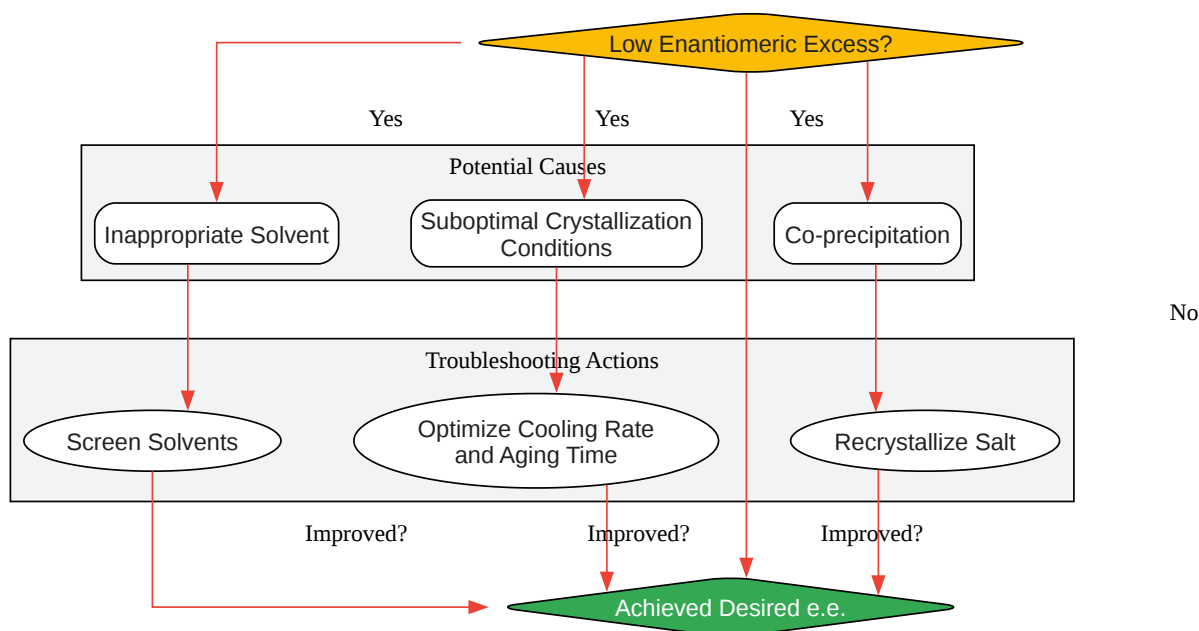 Low Enantiomeric Excess?
Yes
Yes
Yes
Potential Causes
Inappropriate Solvent
Suboptimal Crystallization
Conditions
Co-precipitation
No
Troubleshooting Actions
Screen Solvents
Optimize Cooling Rate
and Aging Time
Recrystallize Salt
Improved?
Improved?
Improved?
Achieved Desired e.e.